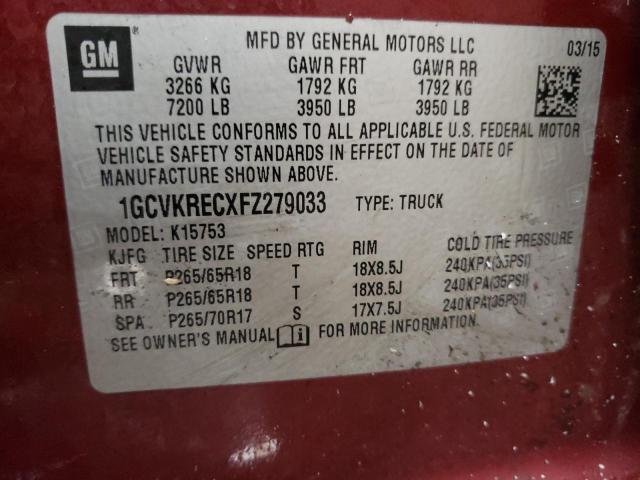 GM
MFD BY GENERAL MOTORS LLC 03/15
GVWR GAWR FRT GAWR RR
3266 KG 1792 KG 1792 KG
7200 LB 3950 LB 3950 LB
THIS VEHICLE CONFORMS TO ALL APPLICABLE U.S. FEDERAL MOTOR
VEHICLE SAFETY STANDARDS IN EFFECT ON THE DATE OF
MANUFACTURE SHOWN ABOVE.
1GCVKRECXFZ279033 TYPE: TRUCK
MODEL: K15753
KJFG TIRE SIZE SPEED RTG RIM COLD TIRE PRESSURE
FRT P265/65R18 T 18X8.5J 240KPA(35PSI)
RR P265/65R18 T 18X8.5J 240KPA(35PSI)
SPA P265/70R17 S 17X7.5J 240KPA(35PSI)
SEE OWNER'S MANUAL i FOR MORE INFORMATION.